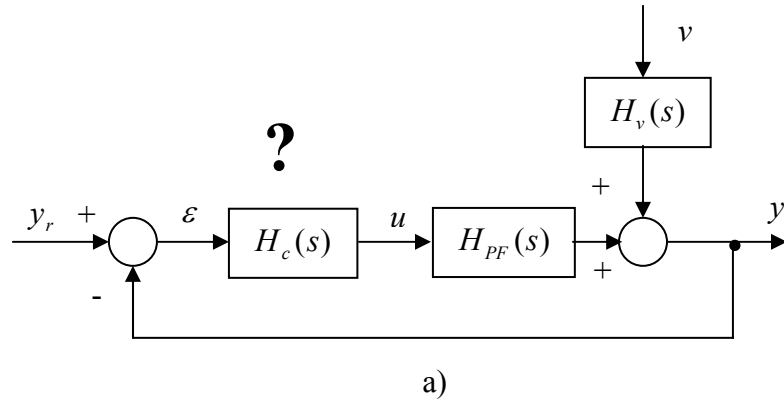 v
H_v(s)
?
+
y_r + ε H_c(s) u H_PF(s) + y
-
a)